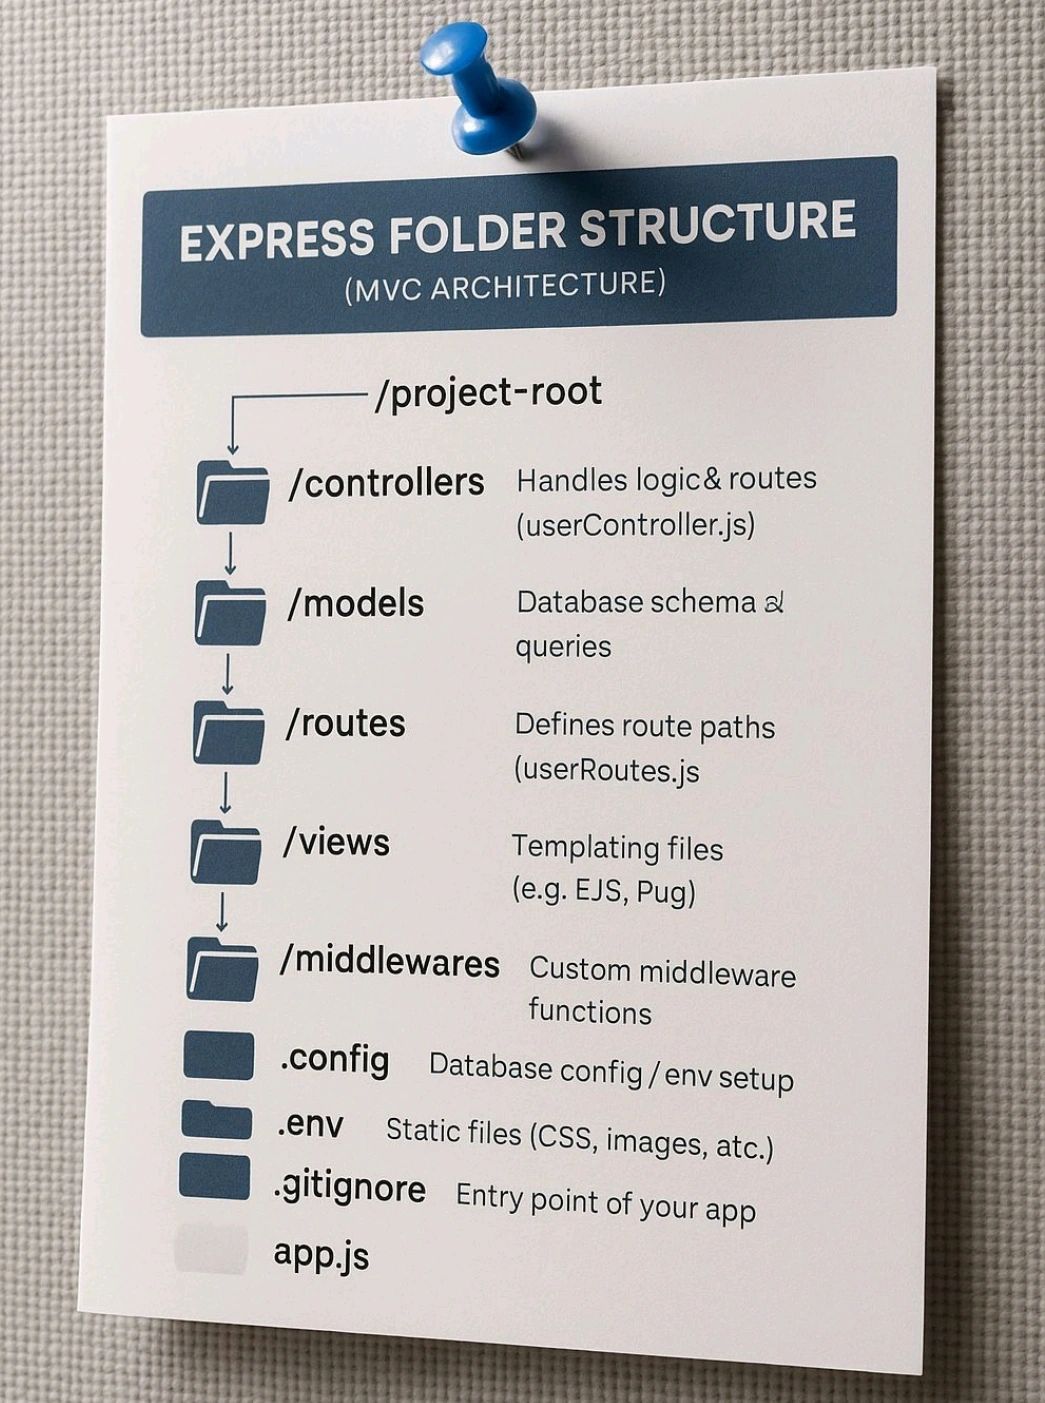 EXPRESS FOLDER STRUCTURE
(MVC ARCHITECTURE)
/project-root
/controllers Handles logic& routes
(userController.js)
/models Database schema
queries
/routes Defines route paths
(userRoutes.js
/views Templating files
(e.g. EJS, Pug)
/middlewares Custom middleware
functions
.config Database config / env setup
.env Static files (CSS, images, atc.)
.gitignore Entry point of your app
app.js